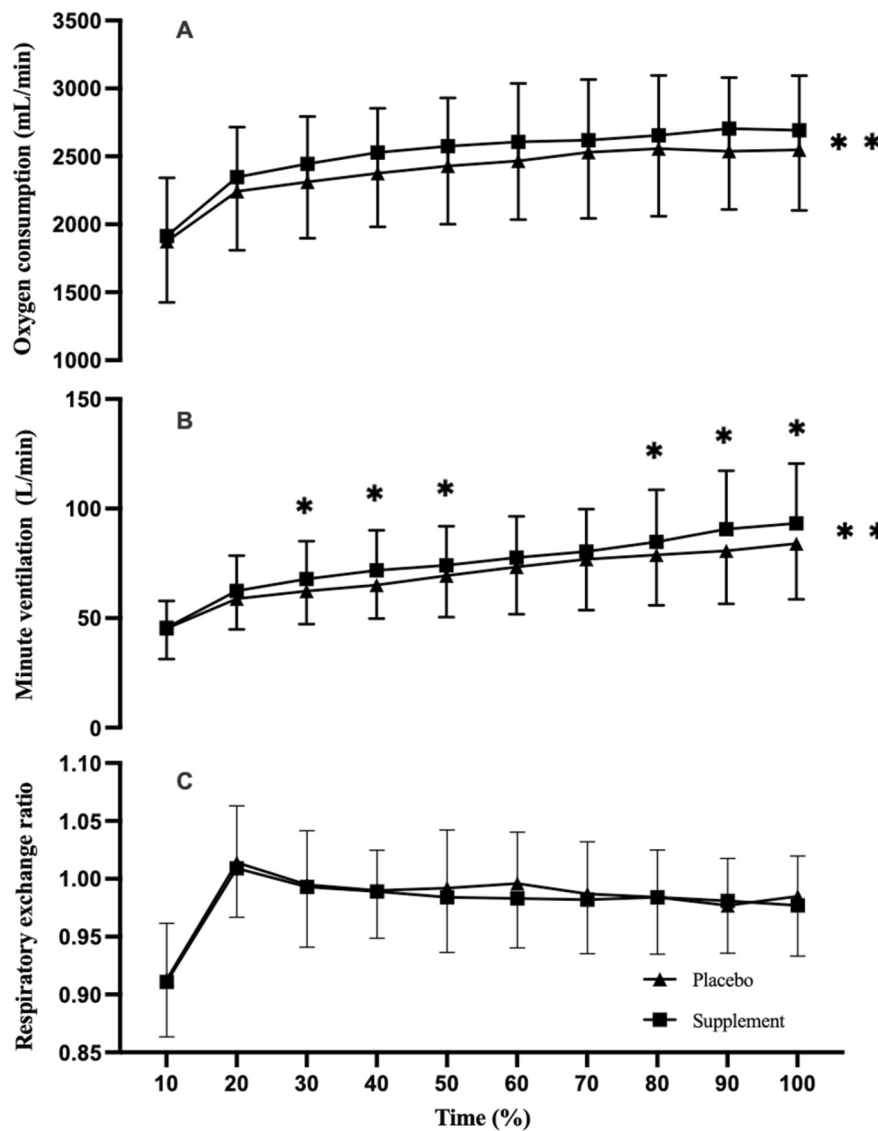 A
Oxygen consumption (mL/min)
3500
3000
2500
2000
1500
1000
* *
B
Minute ventilation (L/min)
150
100
50
0
* * * * * *
* *
C
Respiratory exchange ratio
1.10
1.05
1.00
0.95
0.90
0.85
Placebo
Supplement
10 20 30 40 50 60 70 80 90 100
Time (%)